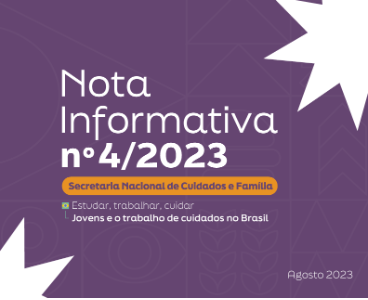 Nota
Informativa
nº4/2023
Secretaria Nacional de Cuidados e Família
Estudar, trabalhar, cuidar
Jovens e o trabalho de cuidados no Brasil
Agosto 2023